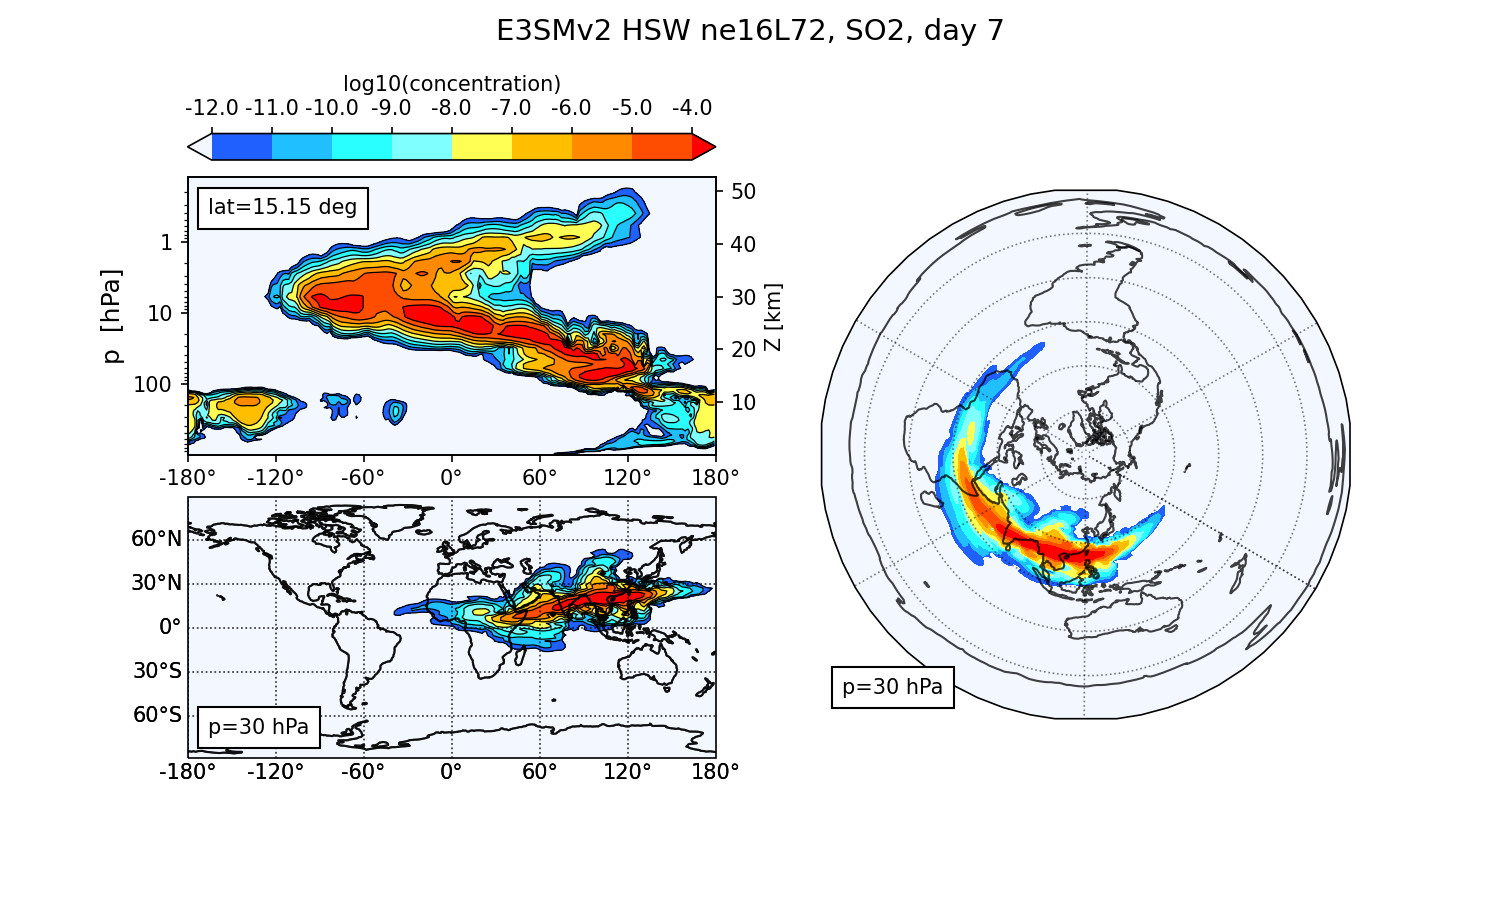 E3SMv2 HSW ne16L72, SO2, day 7
log10(concentration)
-12.0 -11.0 -10.0 -9.0 -8.0 -7.0 -6.0 -5.0 -4.0
lat=15.15 deg
1
10
100
p [hPa]
50
40
30
20
10
Z [km]
-180° -120° -60° 0° 60° 120° 180°
60°N
30°N
0°
30°S
60°S
p=30 hPa
-180° -120° -60° 0° 60° 120° 180°
p=30 hPa